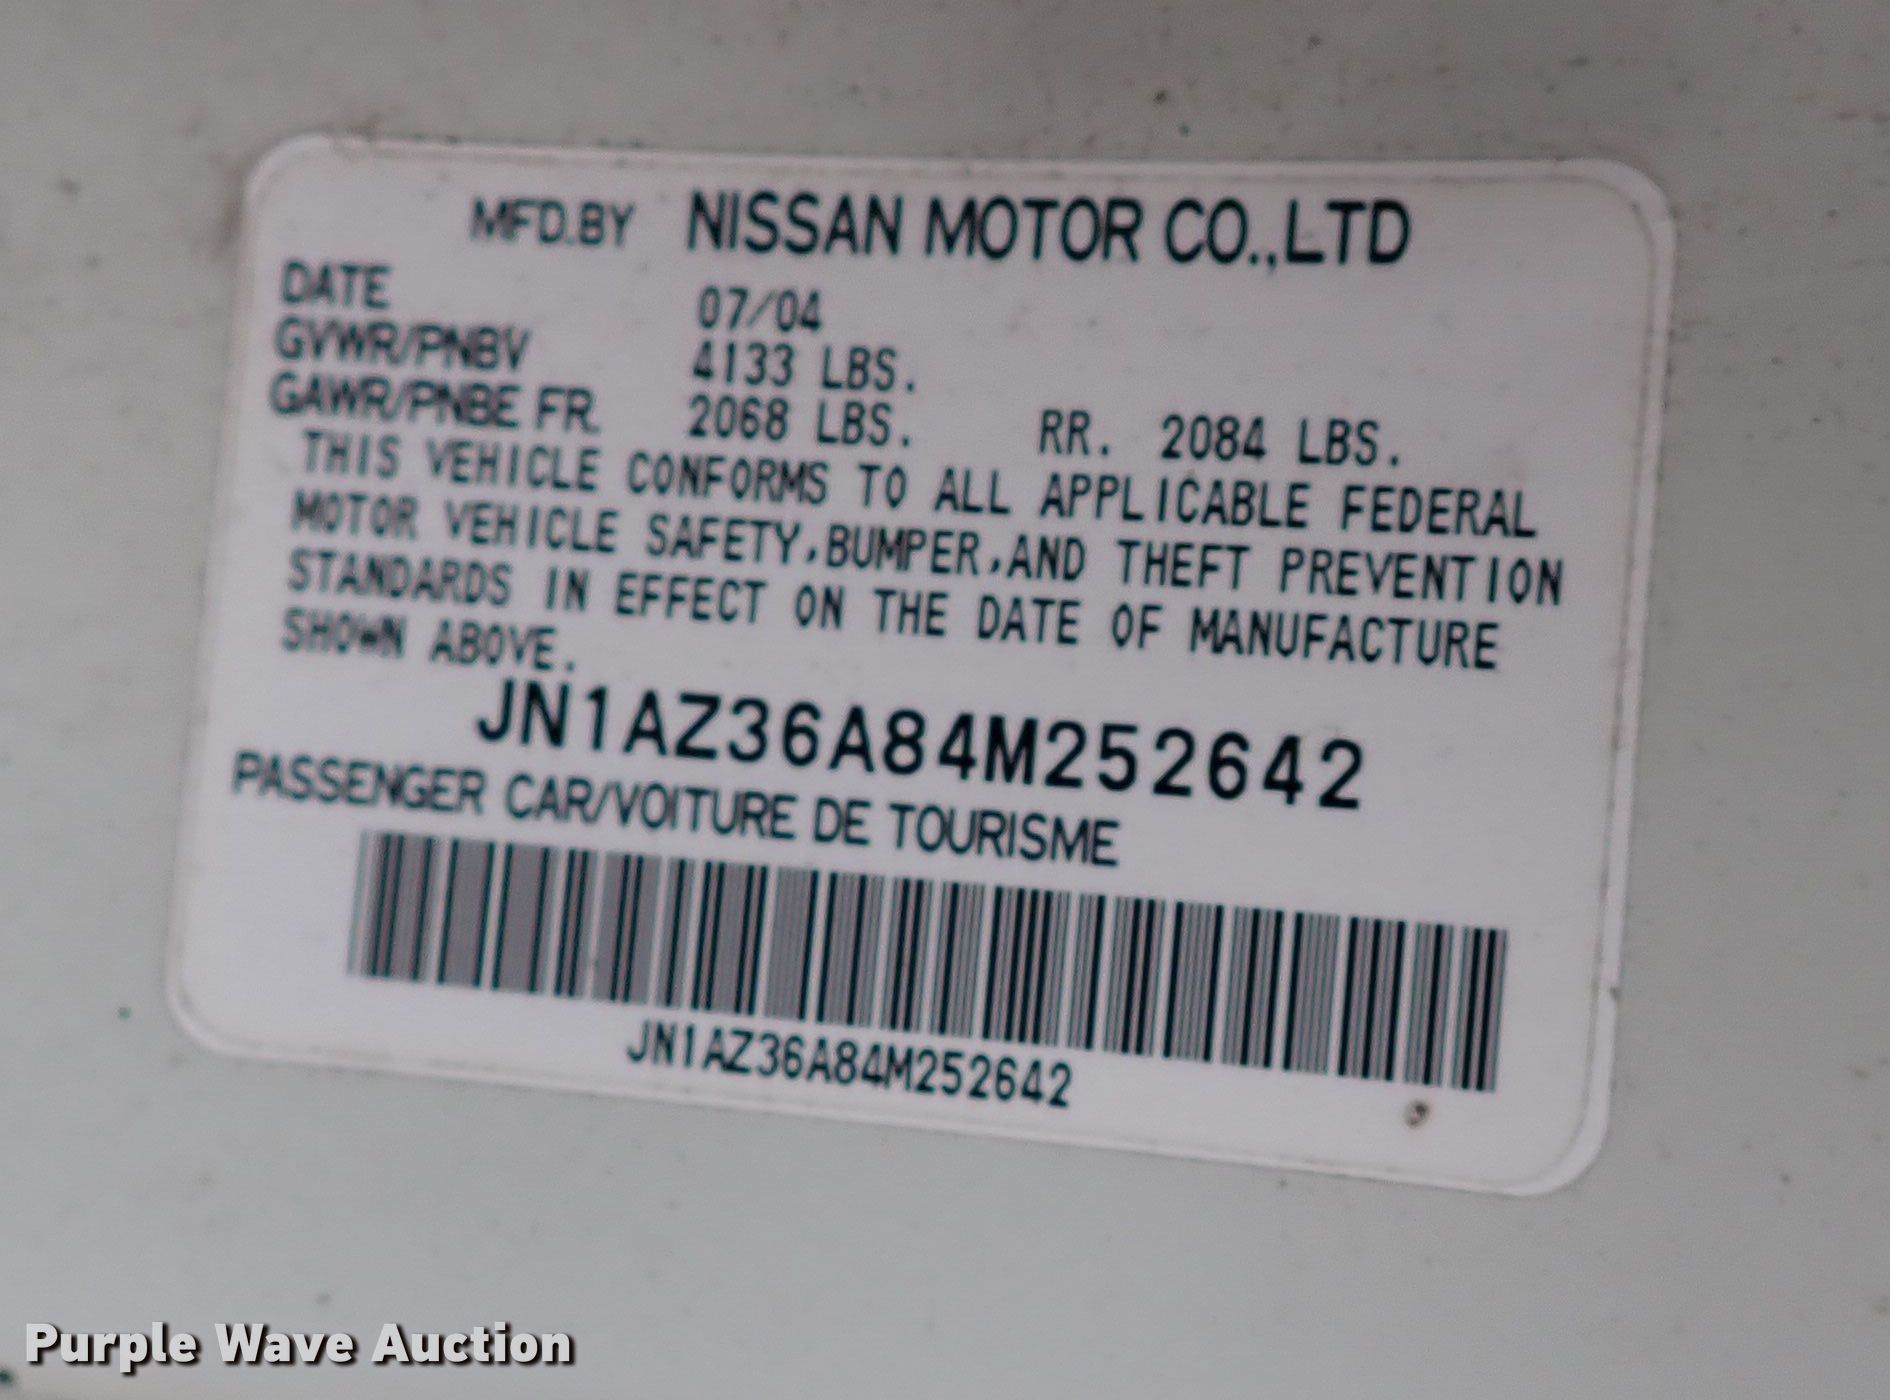 MFD.BY NISSAN MOTOR CO.,LTD
DATE 07/04
GVWR/PNBV 4133 LBS.
GAWR/PNBE FR. 2068 LBS. RR. 2084 LBS.
THIS VEHICLE CONFORMS TO ALL APPLICABLE FEDERAL
MOTOR VEHICLE SAFETY,BUMPER,AND THEFT PREVENTION
STANDARDS IN EFFECT ON THE DATE OF MANUFACTURE
SHOWN ABOVE.
JN1AZ36A84M252642
PASSENGER CAR/VOITURE DE TOURISME
JN1AZ36A84M252642
Purple Wave Auction